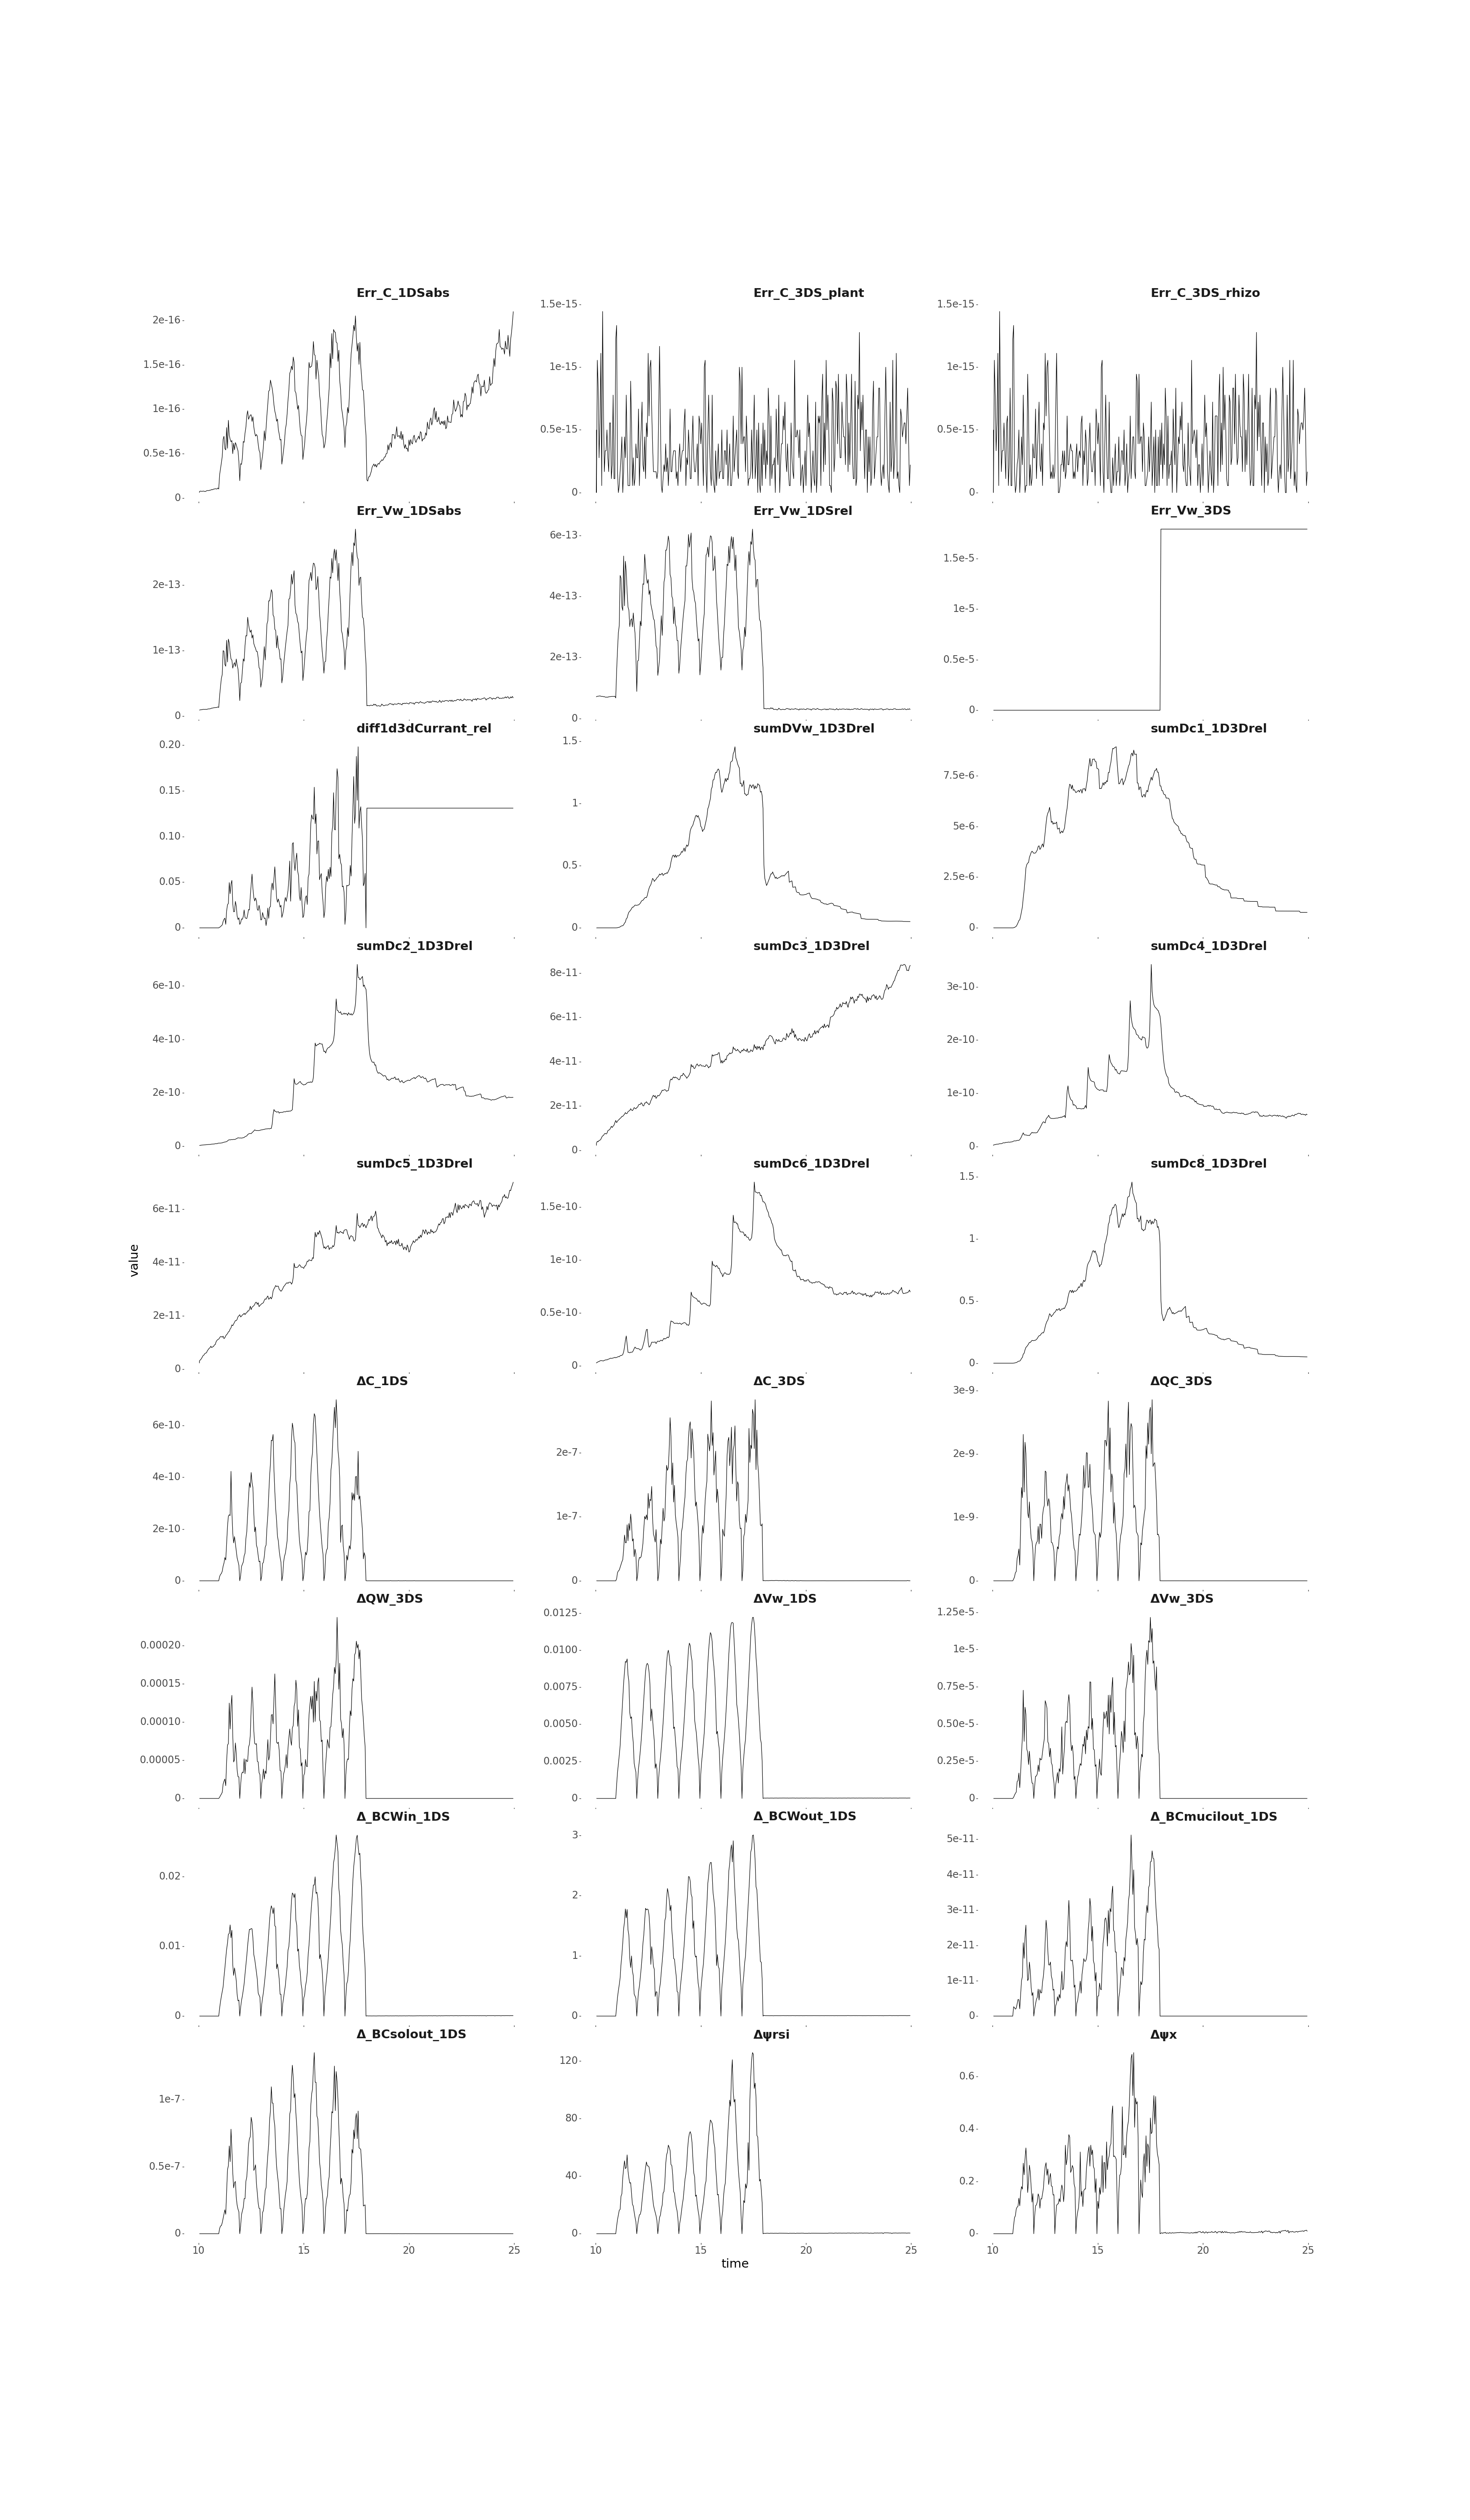 Err_C_1DSabs
Err_C_3DS_plant
Err_C_3DS_rhizo
2e-16
1.5e-16
1e-16
0.5e-16
0
1.5e-15
1e-15
0.5e-15
0
1.5e-15
1e-15
0.5e-15
0
Err_Vw_1DSabs
Err_Vw_1DSrel
Err_Vw_3DS
2e-13
1e-13
0
6e-13
4e-13
2e-13
0
1.5e-5
1e-5
0.5e-5
0
diff1d3dCurrant_rel
sumDVw_1D3Drel
sumDc1_1D3Drel
0.20
0.15
0.10
0.05
0
1.5
1
0.5
0
7.5e-6
5e-6
2.5e-6
0
sumDc2_1D3Drel
sumDc3_1D3Drel
sumDc4_1D3Drel
6e-10
4e-10
2e-10
0
8e-11
6e-11
4e-11
2e-11
0
3e-10
2e-10
1e-10
0
sumDc5_1D3Drel
sumDc6_1D3Drel
sumDc8_1D3Drel
6e-11
4e-11
2e-11
0
1.5e-10
1e-10
0.5e-10
0
1.5
1
0.5
0
value
ΔC_1DS
ΔC_3DS
ΔQC_3DS
6e-10
4e-10
2e-10
0
2e-7
1e-7
0
3e-9
2e-9
1e-9
0
ΔQW_3DS
ΔVw_1DS
ΔVw_3DS
0.00020
0.00015
0.00010
0.00005
0
0.0125
0.0100
0.0075
0.0050
0.0025
0
1.25e-5
1e-5
0.75e-5
0.50e-5
0.25e-5
0
Δ_BCWin_1DS
Δ_BCWout_1DS
Δ_BCmucilout_1DS
0.02
0.01
0
3
2
1
0
5e-11
4e-11
3e-11
2e-11
1e-11
0
Δ_BCsolout_1DS
Δψrsi
Δψx
1e-7
0.5e-7
0
120
80
40
0
0.6
0.4
0.2
0
10 15 20 25
10 15 20 25
10 15 20 25
time